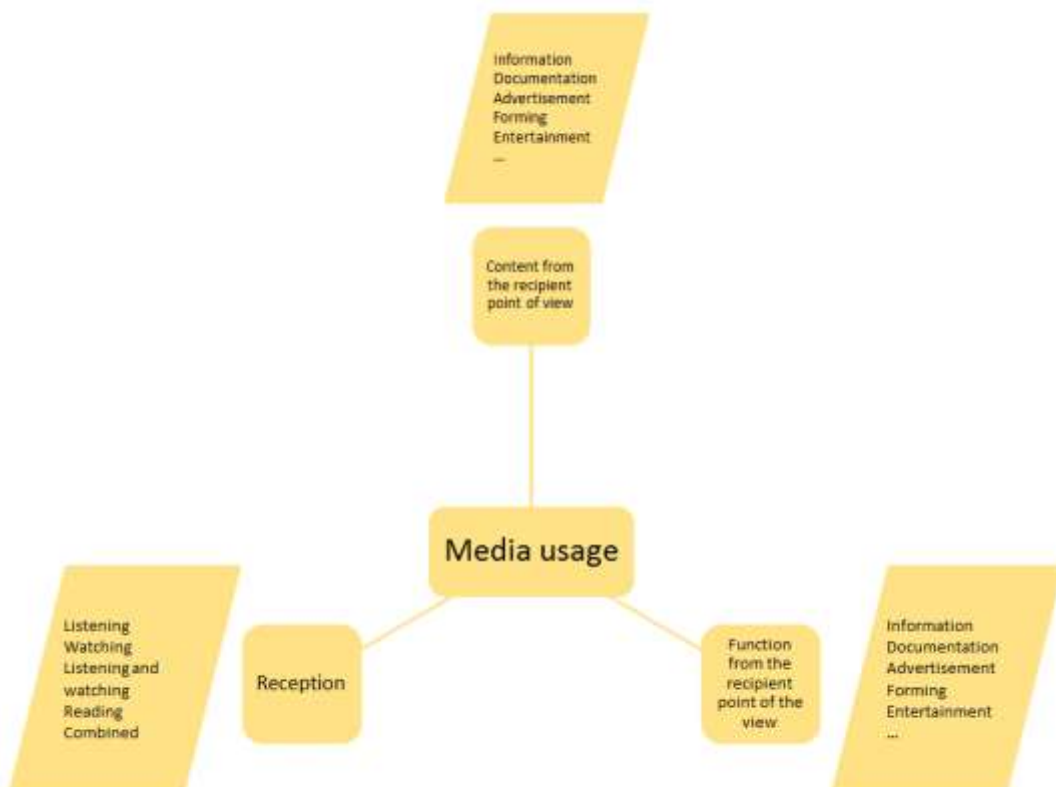 Information
Documentation
Advertisement
Forming
Entertainment
...
Content from
the recipient
point of view
Media usage
Listening
Watching
Listening and
watching
Reading
Combined
Reception
Function
from the
recipient
point of the
view
Information
Documentation
Advertisement
Forming
Entertainment
...